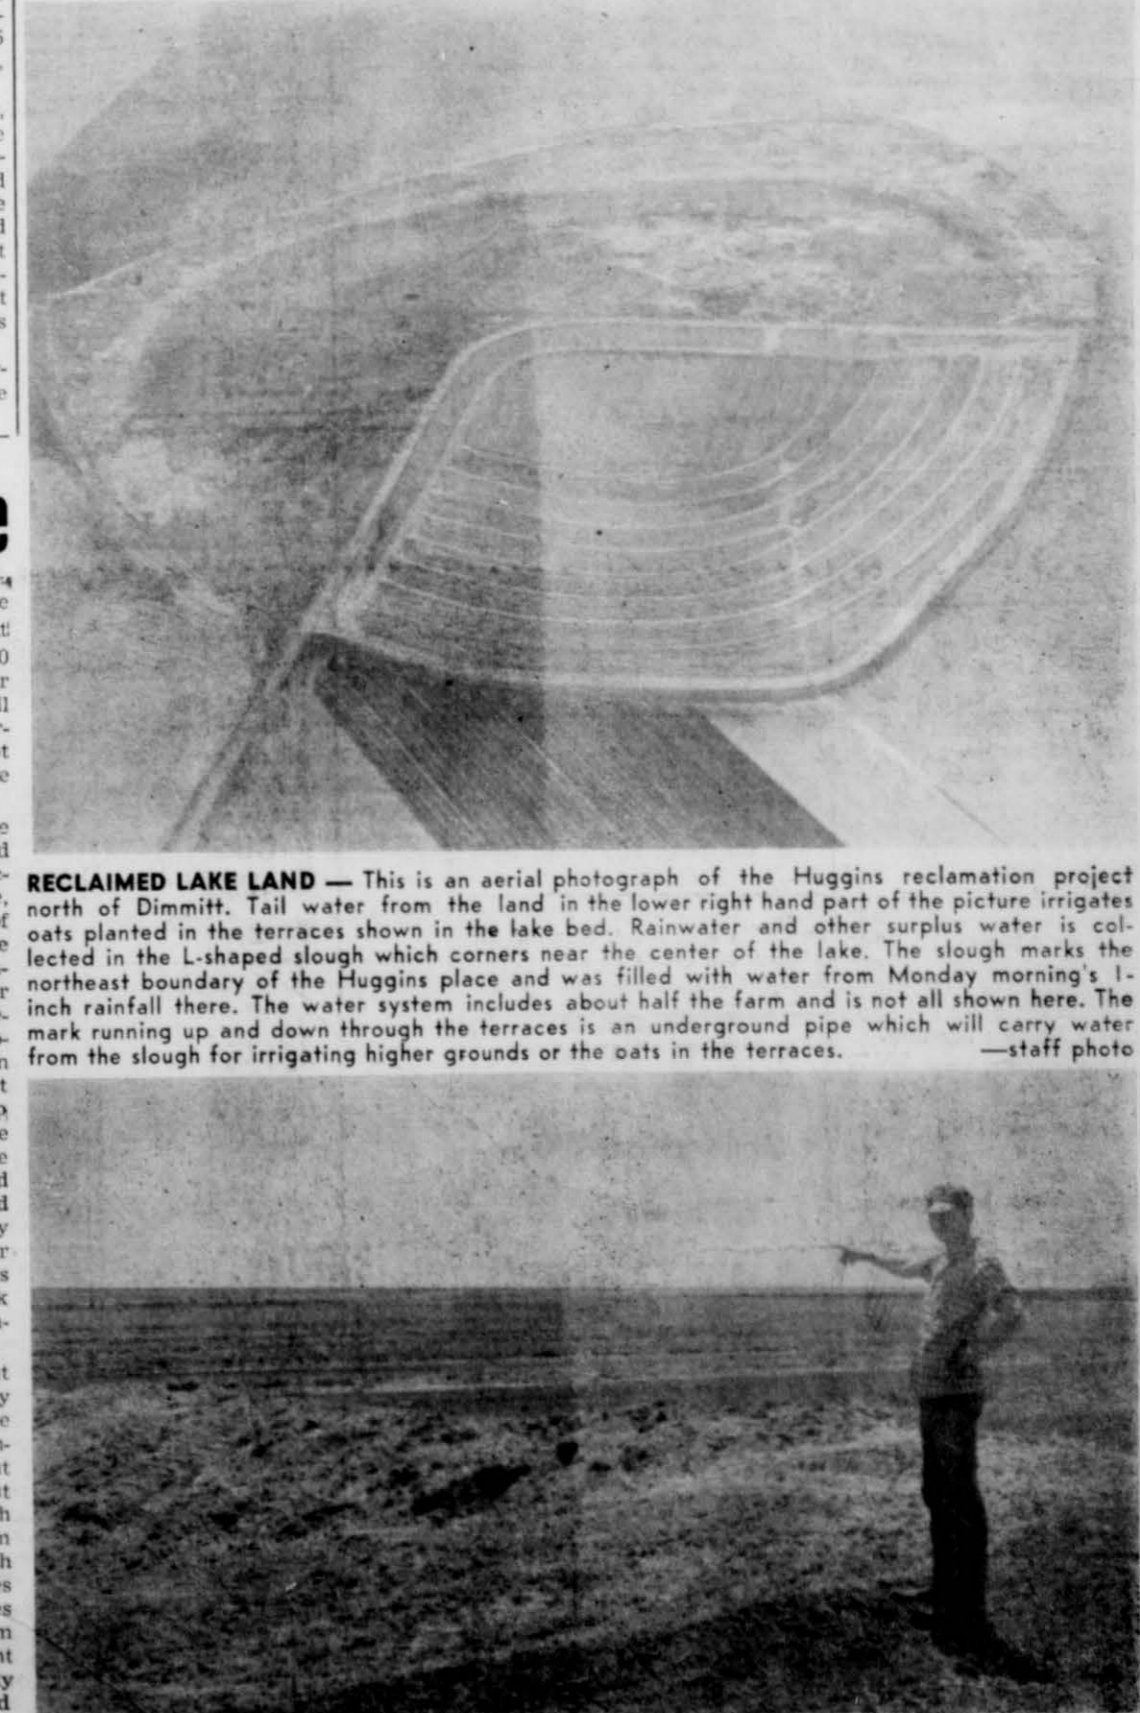 RECLAIMED LAKE LAND — This is an aerial photograph of the Huggins reclamation project
north of Dimmitt. Tail water from the land in the lower right hand part of the picture irrigates
oats planted in the terraces shown in the lake bed. Rainwater and other surplus water is col-
lected in the L-shaped slough which corners near the center of the lake. The slough marks the
northeast boundary of the Huggins place and was filled with water from Monday morning's 1-
inch rainfall there. The water system includes about half the farm and is not all shown here. The
mark running up and down through the terraces is an underground pipe which will carry water
from the slough for irrigating higher grounds or the oats in the terraces. —staff photo